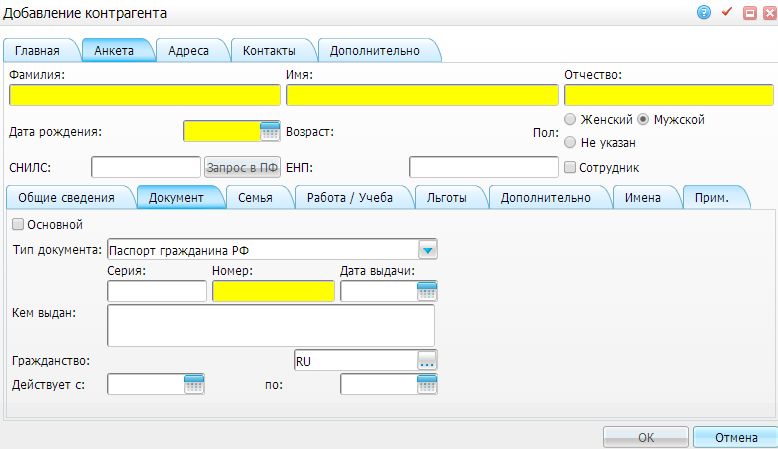 Добавление контрагента
Главная Анкета Адреса Контакты Дополнительно
Фамилия: Имя: Отчество:
Дата рождения: Возраст: Пол: Женский Мужской
Не указан
СНИЛС: Запрос в ПФ ЕНП: Сотрудник
Общие сведения Документ Семья Работа / Учеба Льготы Дополнительно Имена Прим.
Основной
Тип документа: Паспорт гражданина РФ
Серия: Номер: Дата выдачи:
Кем выдан:
Гражданство: RU ...
Действует с: по:
OK Отмена